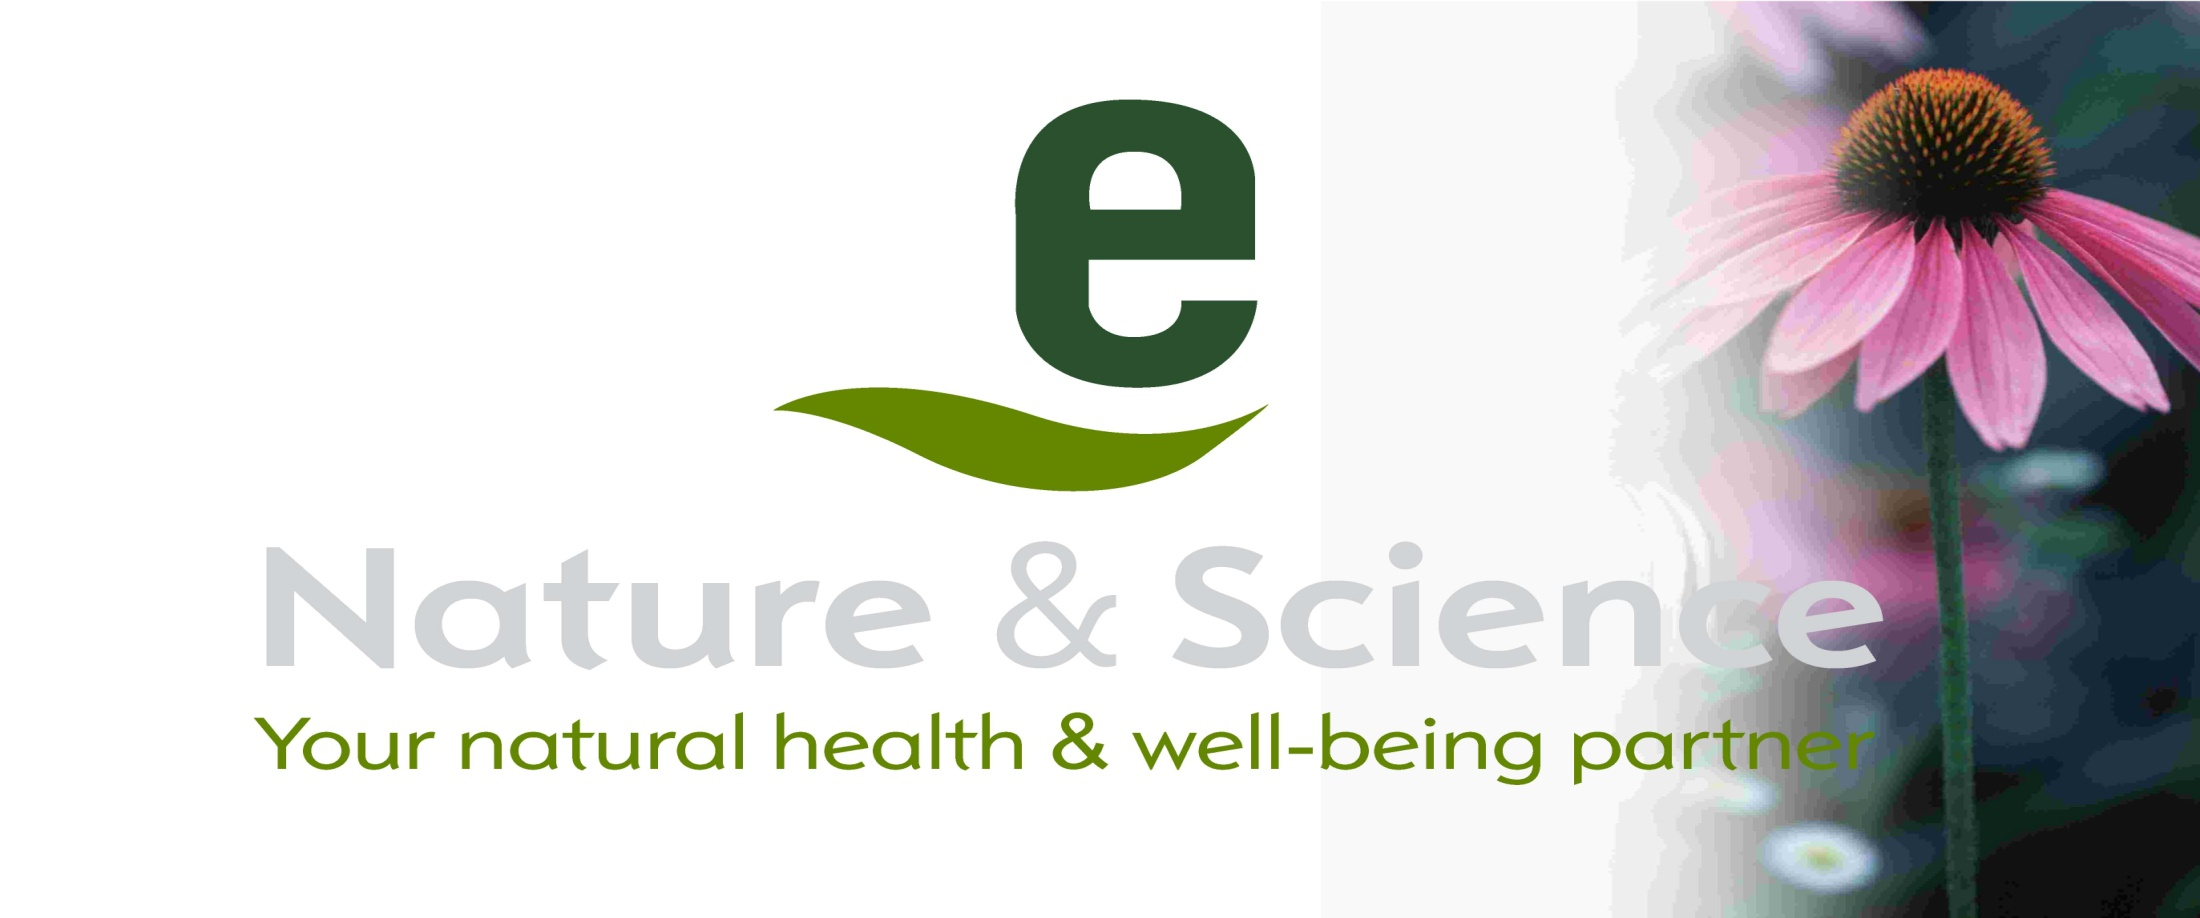 e
Nature & Science
Your natural health & well-being partner